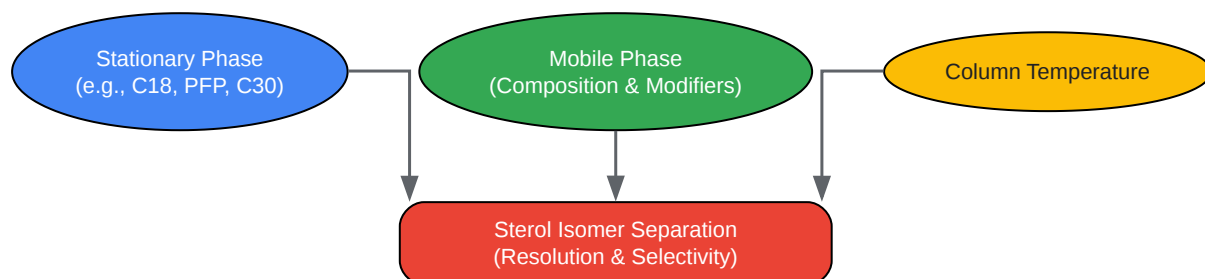 Stationary Phase
(e.g., C18, PFP, C30)
Mobile Phase
(Composition & Modifiers)
Column Temperature
Sterol Isomer Separation
(Resolution & Selectivity)